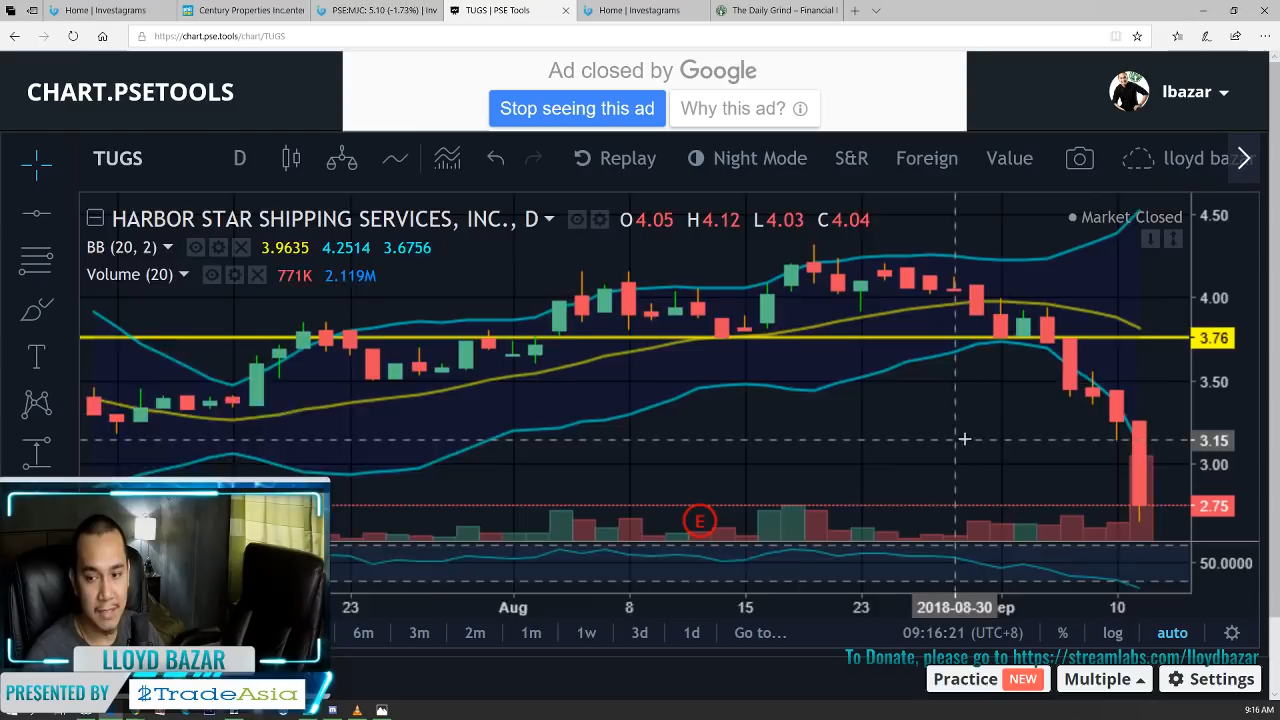 Home | Investagrams
Century Properties Inc.enter
PSE:MIC: 5.10 (-1.73%) | Inv
TUGS | PSE Tools
Home | Investagrams
The Daily Grind – Financial l
https://chart.pse.tools/chart/TUGS
CHART.PSETOOLS
Ad closed by Google
Stop seeing this ad
Why this ad?
lbazar
TUGS
D
Replay
Night Mode
S&R
Foreign
Value
lloyd bazar
HARBOR STAR SHIPPING SERVICES, INC., D
O4.05 H4.12 L4.03 C4.04
Market Closed
BB (20, 2)
3.9635 4.2514 3.6756
Volume (20)
771K 2.119M
4.50
4.00
3.76
3.50
3.15
3.00
2.75
E
50.0000
23
Aug
8
15
23
2018-08-30
ep
10
6m
3m
2m
1m
1w
3d
1d
Go to...
09:16:21 (UTC+8)
%
log
auto
To Donate, please go to https://streamlabs.com/lloydbazar
LLOYD BAZAR
PRESENTED BY
$TradeAsia
Practice NEW
Multiple
Settings
9:16 AM